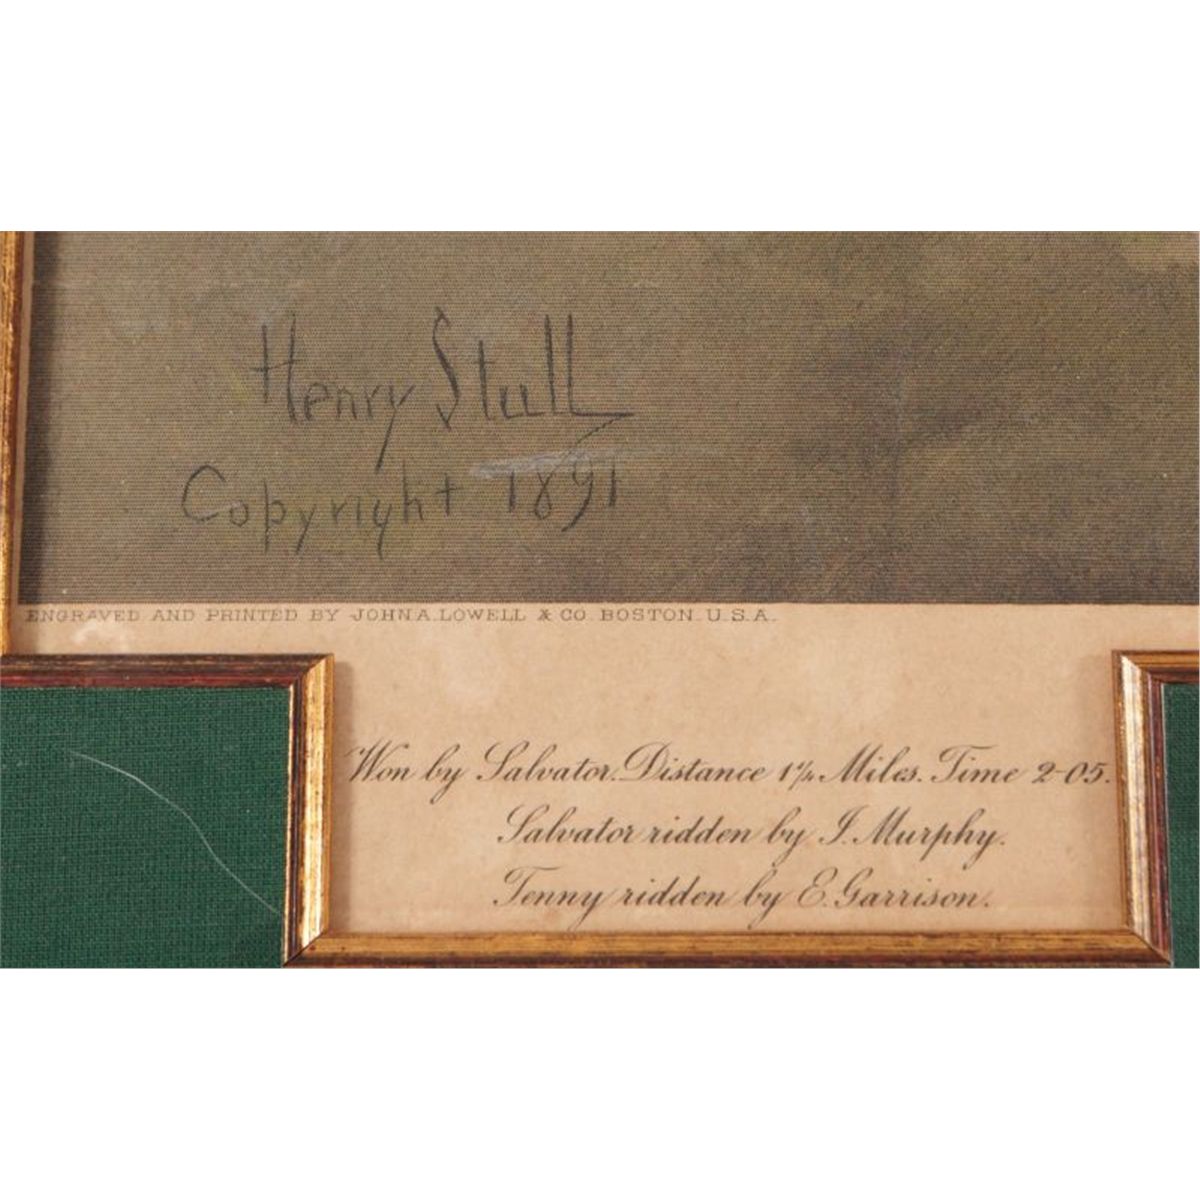 Henry Stull
Copyright 1891
ENGRAVED AND PRINTED BY JOHN A. LOWELL & CO. BOSTON. U.S.A.
Won by Salvator. Distance 1¼ Miles. Time 2-05.
Salvator ridden by I. Murphy.
Tenny ridden by E. Garrison.